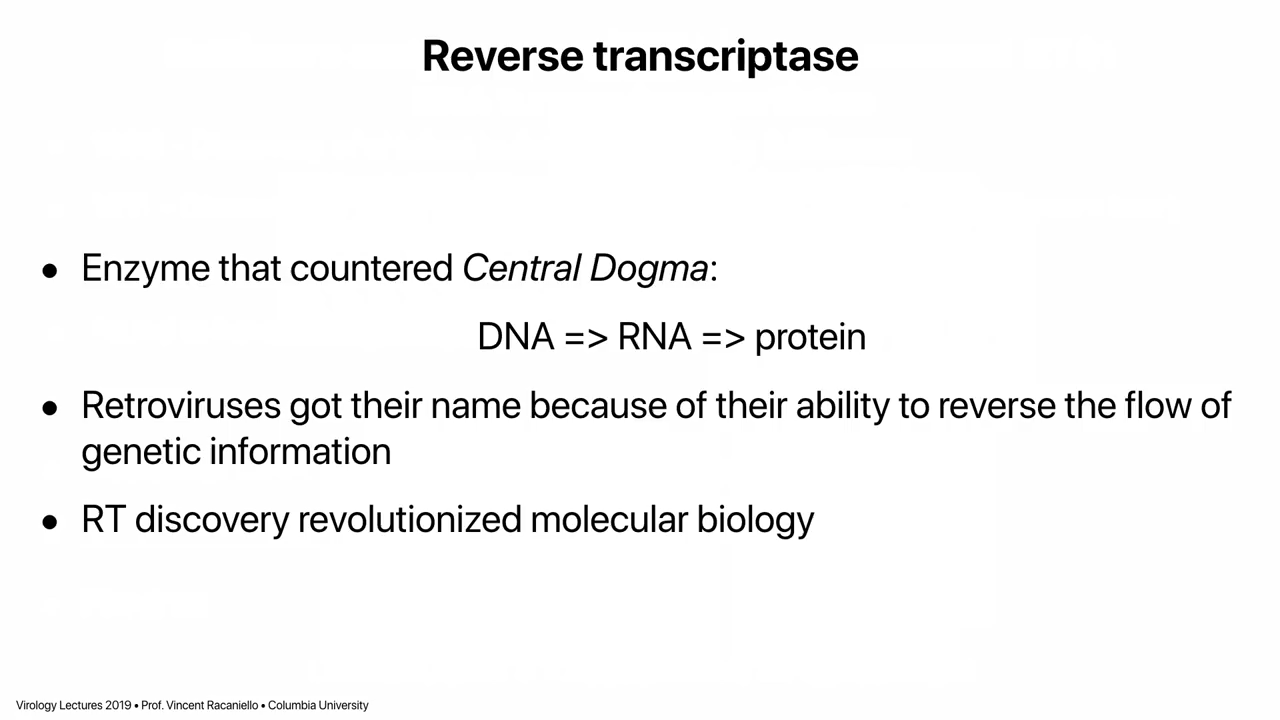 Reverse transcriptase
• Enzyme that countered Central Dogma:
DNA => RNA => protein
• Retroviruses got their name because of their ability to reverse the flow of
genetic information
• RT discovery revolutionized molecular biology
Virology Lectures 2019 • Prof. Vincent Racaniello • Columbia University